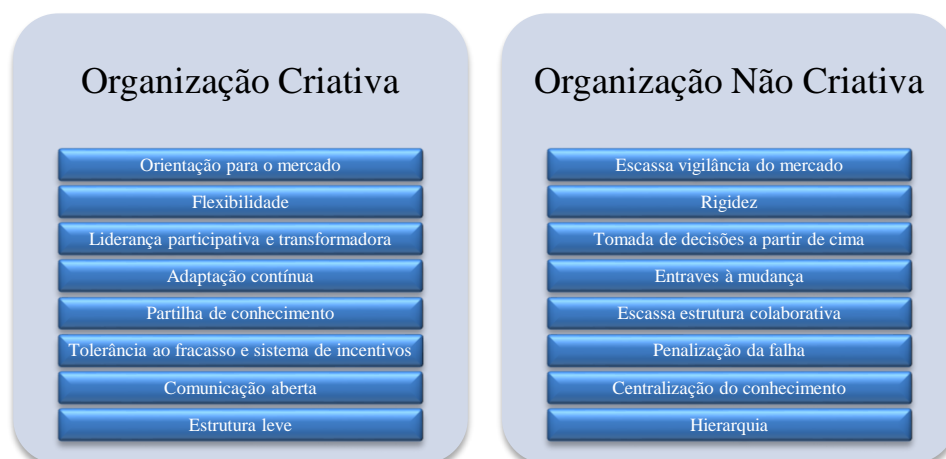 Organização Criativa
Orientação para o mercado
Flexibilidade
Liderança participativa e transformadora
Adaptação contínua
Partilha de conhecimento
Tolerância ao fracasso e sistema de incentivos
Comunicação aberta
Estrutura leve
Organização Não Criativa
Escassa vigilância do mercado
Rigidez
Tomada de decisões a partir de cima
Entraves à mudança
Escassa estrutura colaborativa
Penalização da falha
Centralização do conhecimento
Hierarquia